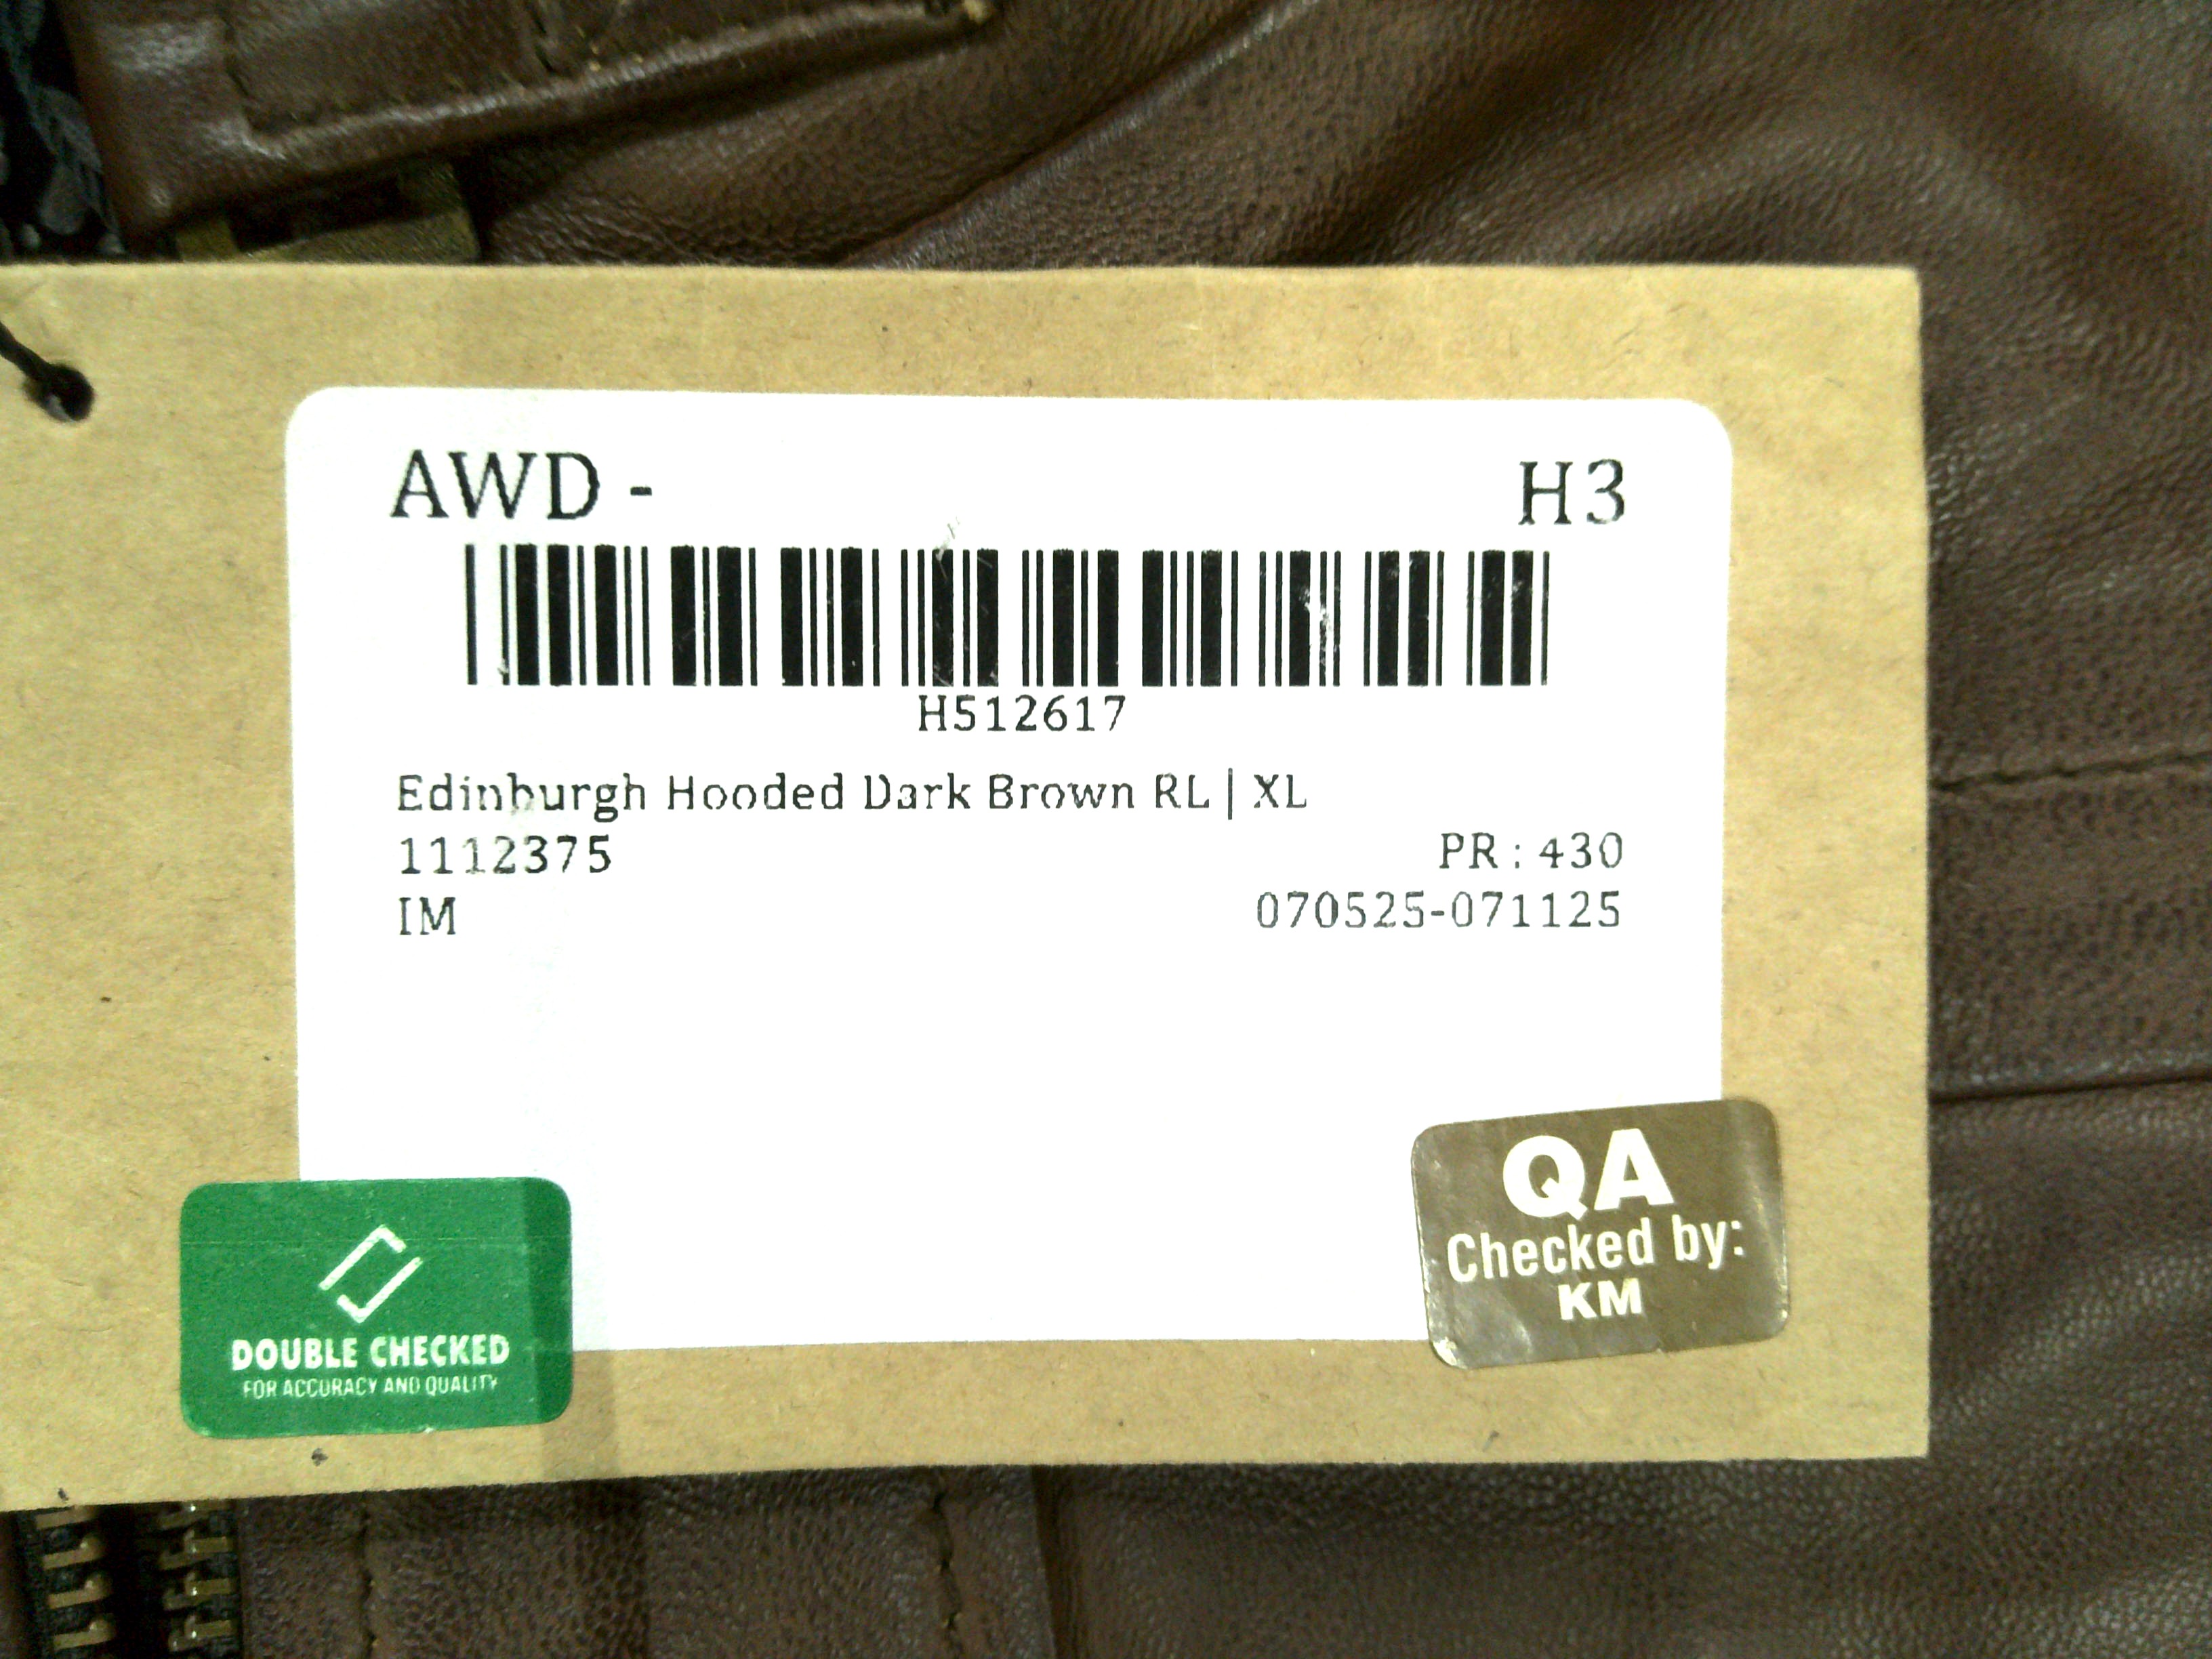 AWD - H3
H512617
Edinburgh Hooded Dark Brown RL | XL
1112375 PR : 430
IM 070525-071125
QA
Checked by:
KM
DOUBLE CHECKED
FOR ACCURACY AND QUALITY